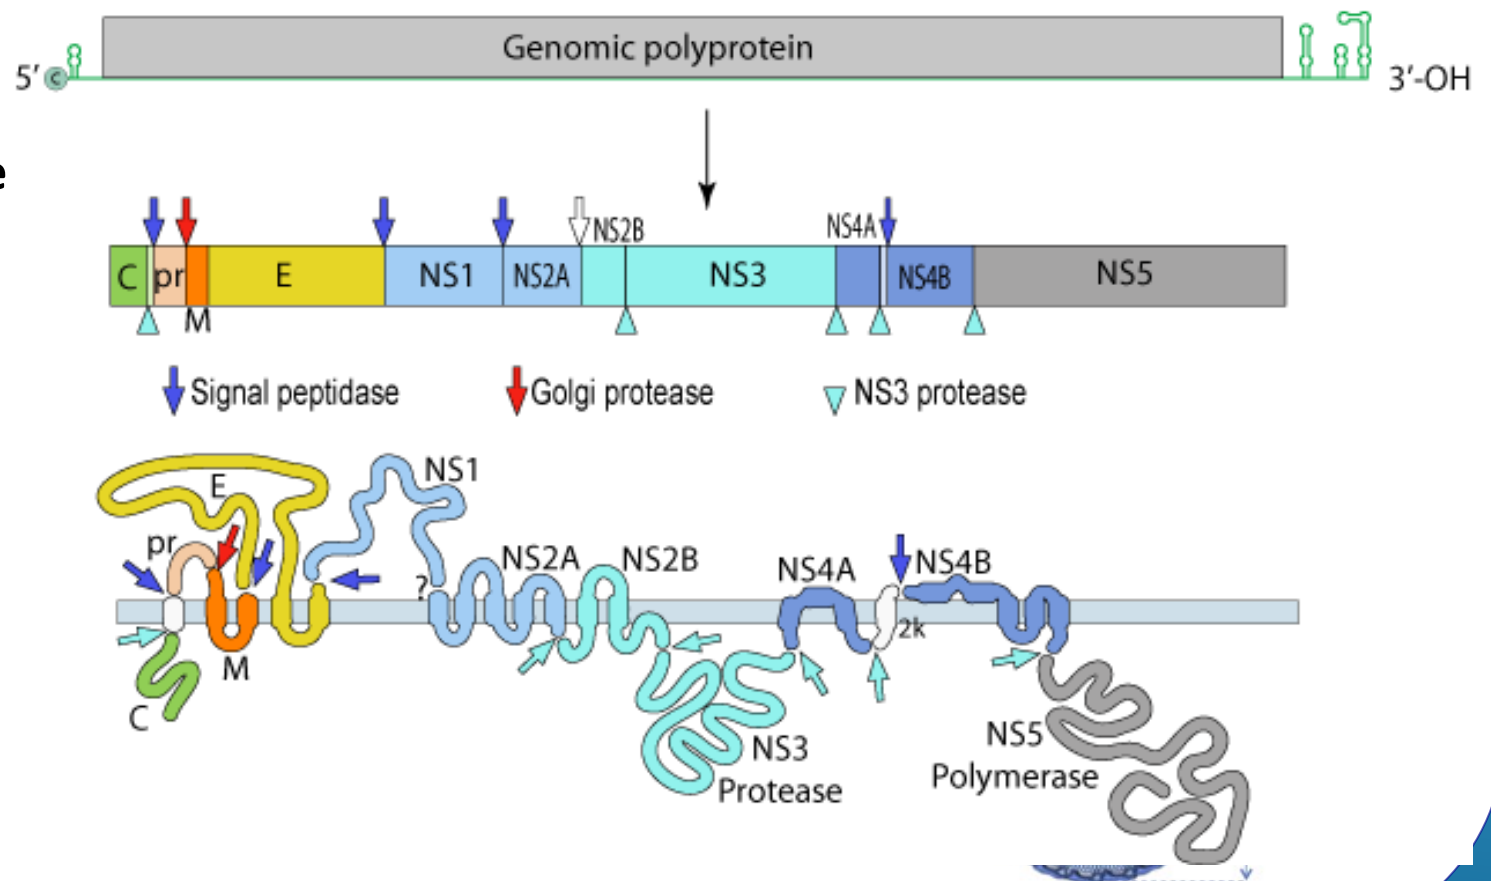 Genomic polyprotein
5′ C
3′-OH
e
NS2B
NS4A
C pr E NS1 NS2A NS3 NS4B NS5
M
Signal peptidase Golgi protease NS3 protease
E NS1
pr NS2A NS2B NS4A NS4B
?
2k
M
C
NS3
Protease
NS5
Polymerase